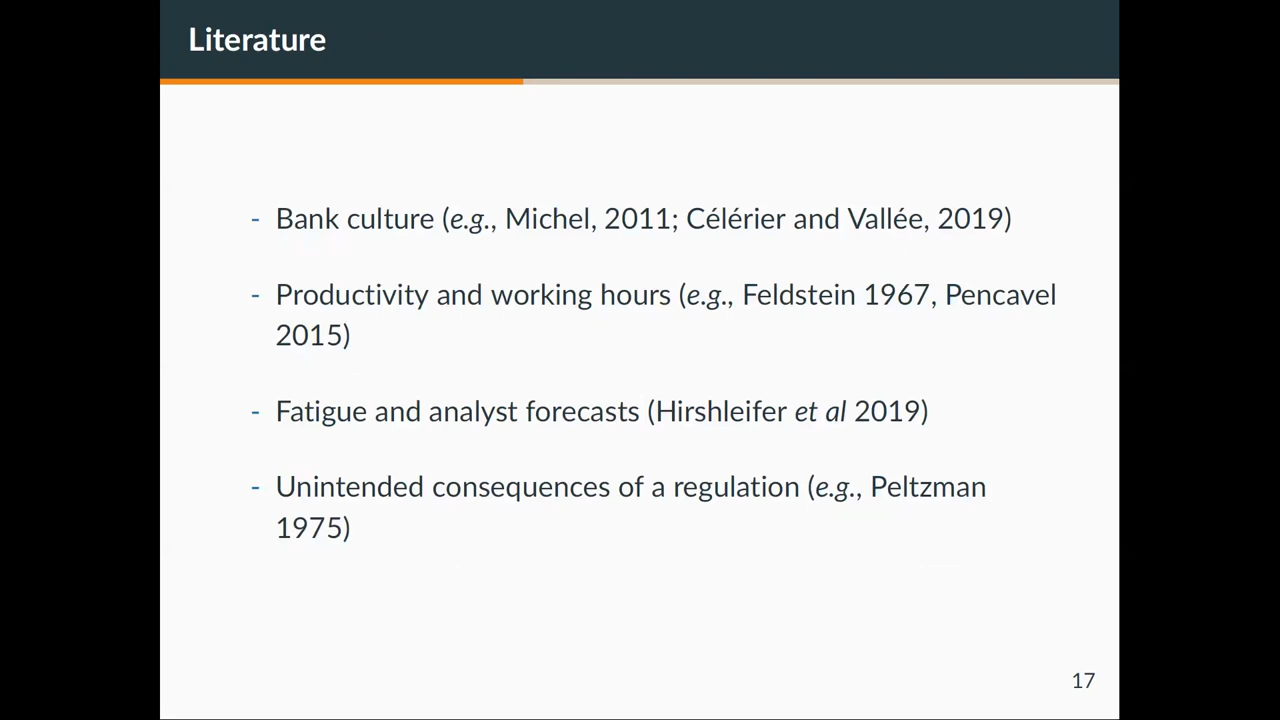 Literature
- Bank culture (e.g., Michel, 2011; Célérier and Vallée, 2019)
- Productivity and working hours (e.g., Feldstein 1967, Pencavel
2015)
- Fatigue and analyst forecasts (Hirshleifer et al 2019)
- Unintended consequences of a regulation (e.g., Peltzman
1975)
17